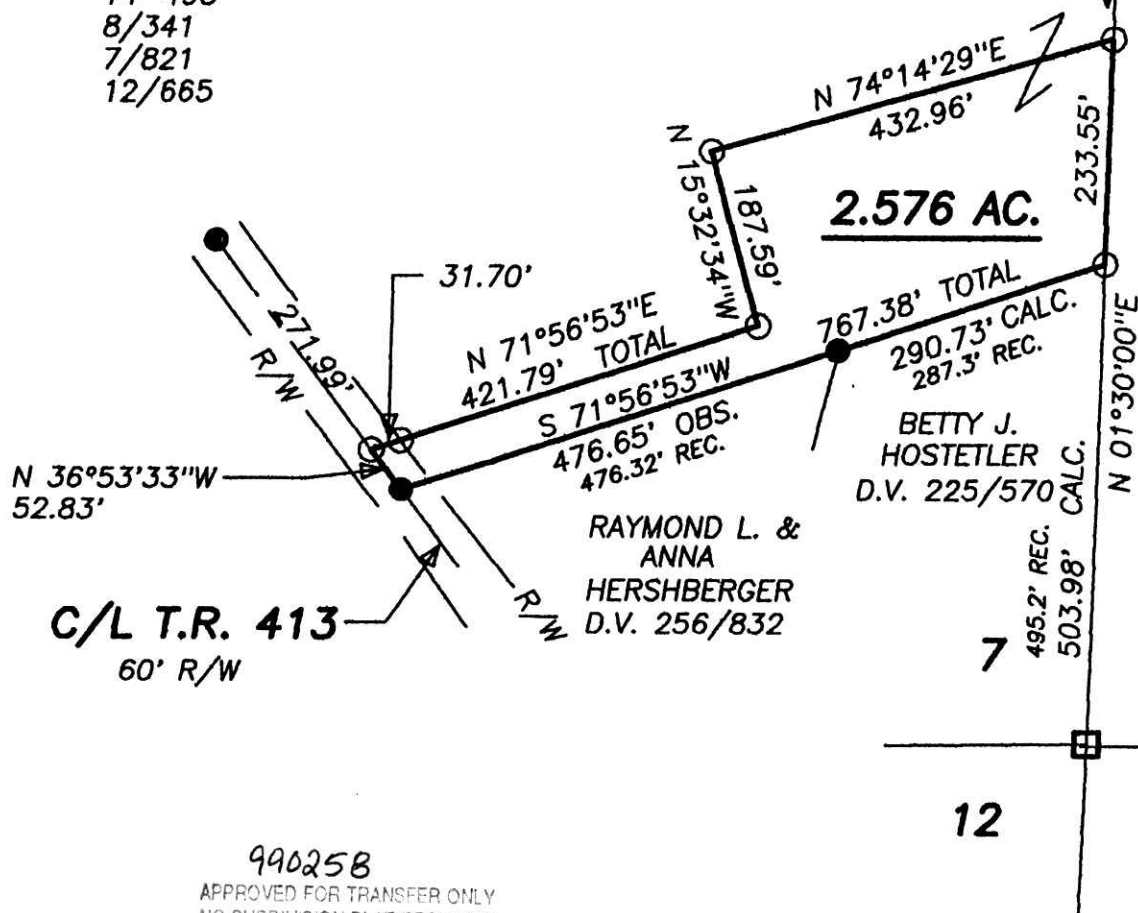 8/341
7/821
12/665
N 74°14'29"E
432.96'
233.55'
N 15°32'34"W
187.59'
2.576 AC.
31.70'
271.99'
R/W
N 71°56'53"E
421.79' TOTAL
767.38' TOTAL
290.73' CALC.
287.3' REC.
S 71°56'53"W
476.65' OBS.
476.32' REC.
N 36°53'33"W
52.83'
BETTY J.
HOSTETLER
D.V. 225/570
N 01°30'00"E
495.2' REC.
503.98' CALC.
RAYMOND L. &
ANNA
HERSHBERGER
D.V. 256/832
R/W
C/L T.R. 413
60' R/W
7
12
990258
APPROVED FOR TRANSFER ONLY